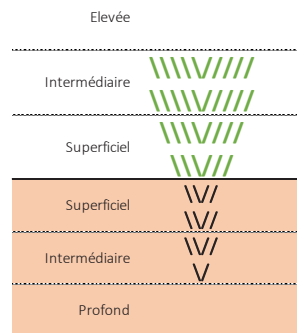 Elevée
Intermédiaire
Superficiel
Superficiel
Intermédiaire
Profond